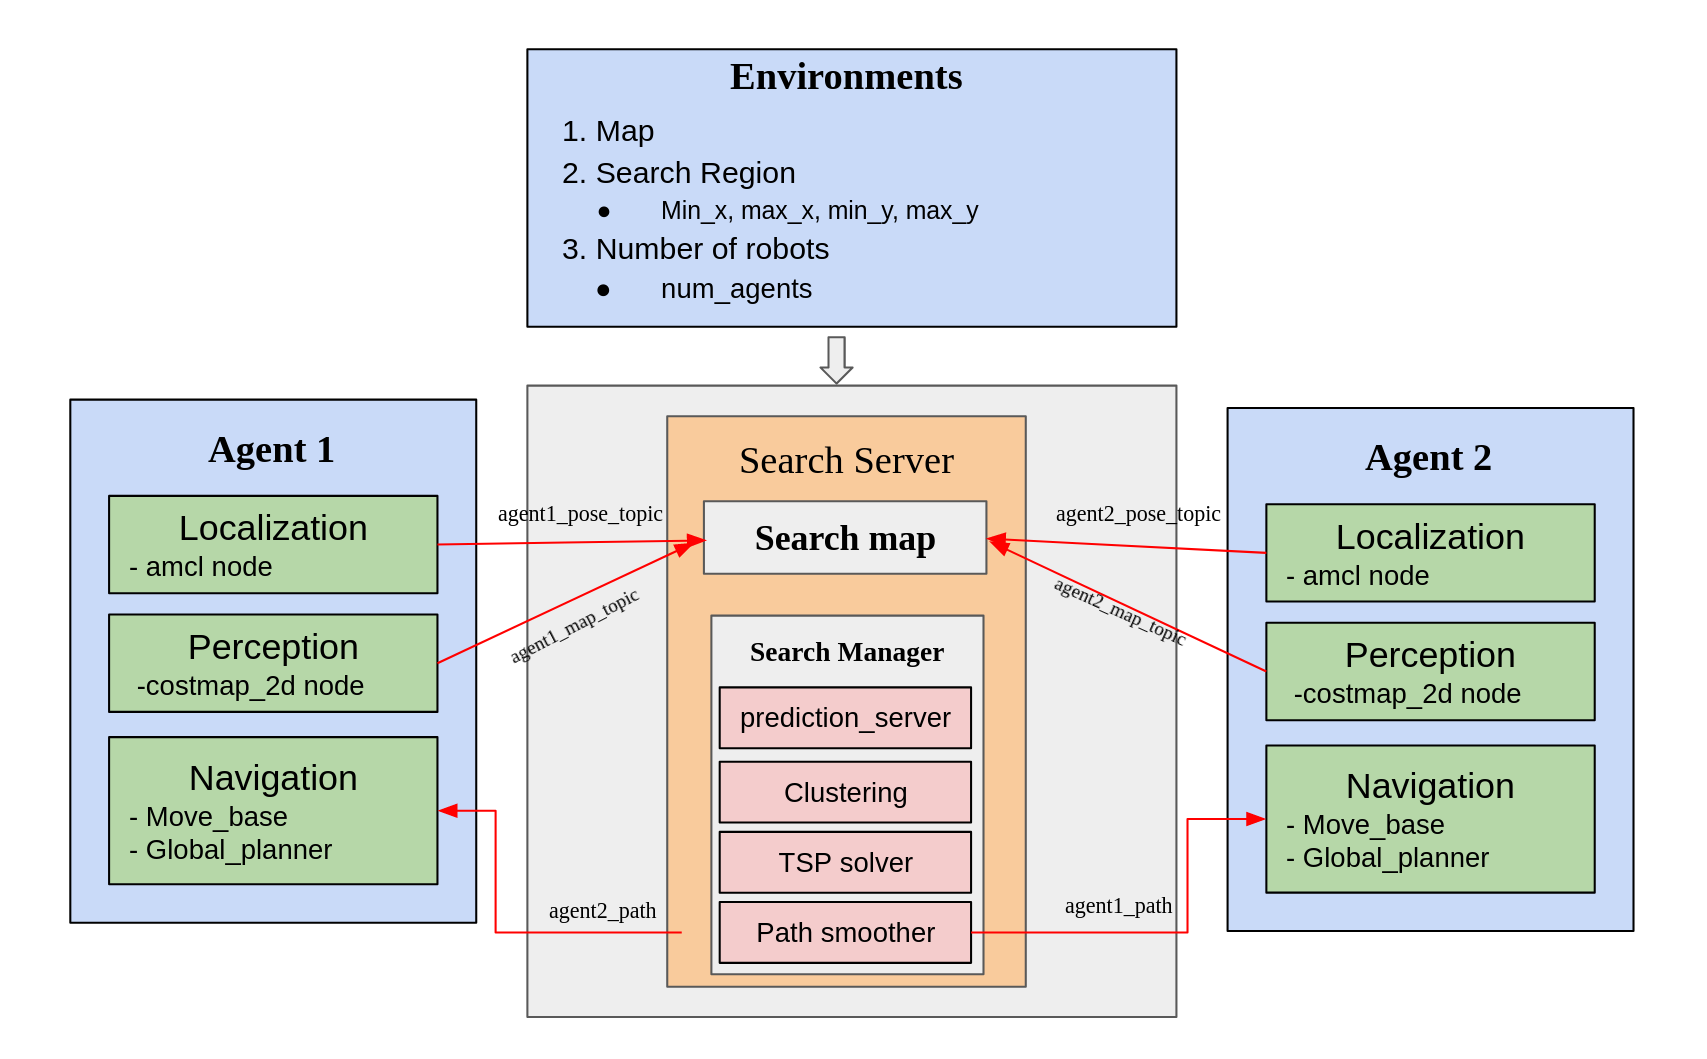 Environments
1. Map
2. Search Region
● Min_x, max_x, min_y, max_y
3. Number of robots
● num_agents
Agent 1
Localization
- amcl node
Perception
-costmap_2d node
Navigation
- Move_base
- Global_planner
agent1_pose_topic
agent1_map_topic
agent2_path
Search Server
Search map
Search Manager
prediction_server
Clustering
TSP solver
Path smoother
agent2_pose_topic
agent2_map_topic
agent1_path
Agent 2
Localization
- amcl node
Perception
-costmap_2d node
Navigation
- Move_base
- Global_planner